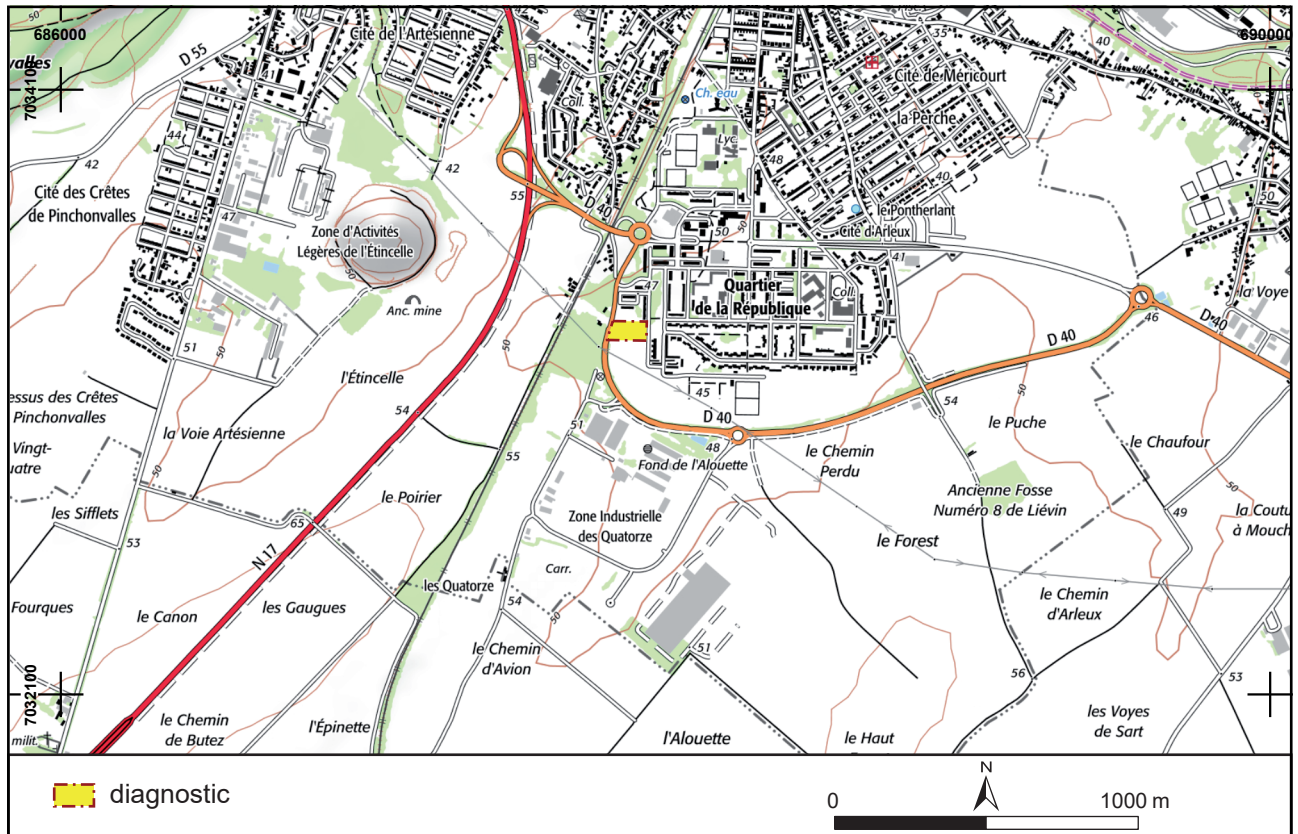 50
686000
Cité de l'Artésienne
35
40
690000
valles
D 55
7034100
Coll.
Ch. eau
Cité de Méricourt
la Perche
Lyc.
44
42
42
48
40
Cité des Crêtes
de Pinchonvalles
55
D 40
le Pontherlant
Cité d'Arleux
50
47
Zone d'Activités
Légères de l'Étincelle
50
50
41
Anc. mine
47
Quartier
de la République
Coll.
la Voye
46
D 40
51
50
50
D 40
50
l'Étincelle
45
54
essus des Crêtes
Pinchonvalles
54
D 40
le Puche
la Voie Artésienne
51
48
le Chemin
Perdu
le Chaufour
Vingt-
uatre
50
55
Fond de l'Alouette
50
le Poirier
Ancienne Fosse
Numéro 8 de Liévin
les Sifflets
65
Zone Industrielle
des Quatorze
49
la Coutu
à Mouch
53
N 17
le Forest
Carr.
les Quatorze
Fourques
le Canon
les Gaugues
54
50
le Chemin
d'Arleux
le Chemin
d'Avion
51
56
53
7032100
le Chemin
de Butez
l'Épinette
l'Alouette
le Haut
les Voyes
de Sart
milit.
diagnostic
N
0
1000 m